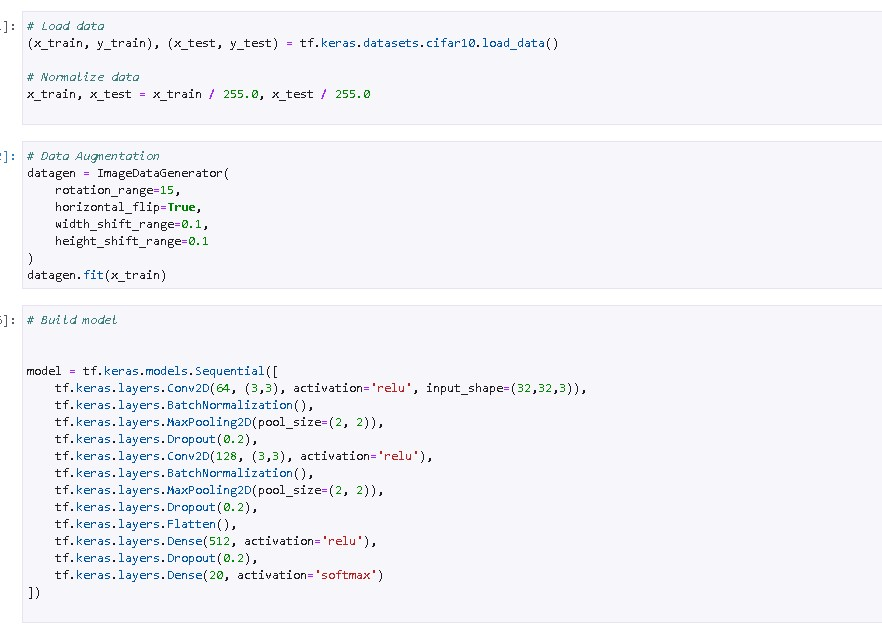 ]:
# Load data
(x_train, y_train), (x_test, y_test) = tf.keras.datasets.cifar10.load_data()
# Normalize data
x_train, x_test = x_train / 255.0, x_test / 255.0
]:
# Data Augmentation
datagen = ImageDataGenerator(
    rotation_range=15,
    horizontal_flip=True,
    width_shift_range=0.1,
    height_shift_range=0.1
)
datagen.fit(x_train)
]:
# Build model
model = tf.keras.models.Sequential([
    tf.keras.layers.Conv2D(64, (3,3), activation='relu', input_shape=(32,32,3)),
    tf.keras.layers.BatchNormalization(),
    tf.keras.layers.MaxPooling2D(pool_size=(2, 2)),
    tf.keras.layers.Dropout(0.2),
    tf.keras.layers.Conv2D(128, (3,3), activation='relu'),
    tf.keras.layers.BatchNormalization(),
    tf.keras.layers.MaxPooling2D(pool_size=(2, 2)),
    tf.keras.layers.Dropout(0.2),
    tf.keras.layers.Flatten(),
    tf.keras.layers.Dense(512, activation='relu'),
    tf.keras.layers.Dropout(0.2),
    tf.keras.layers.Dense(20, activation='softmax')
])